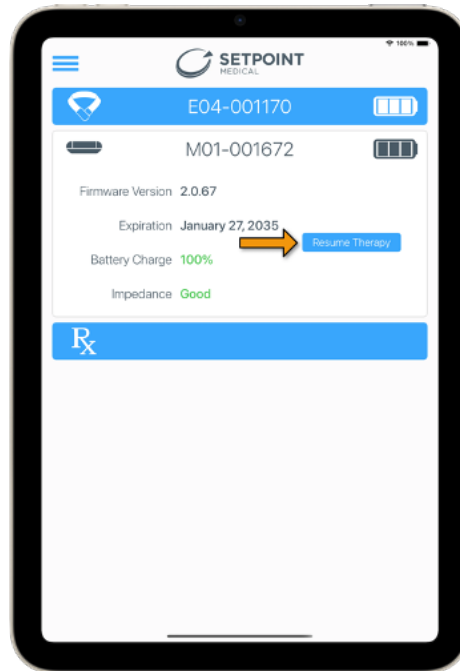 100%
SETPOINT
MEDICAL
E04-001170
M01-001672
Firmware Version 2.0.67
Expiration January 27, 2035
Resume Therapy
Battery Charge 100%
Impedance Good
Rx